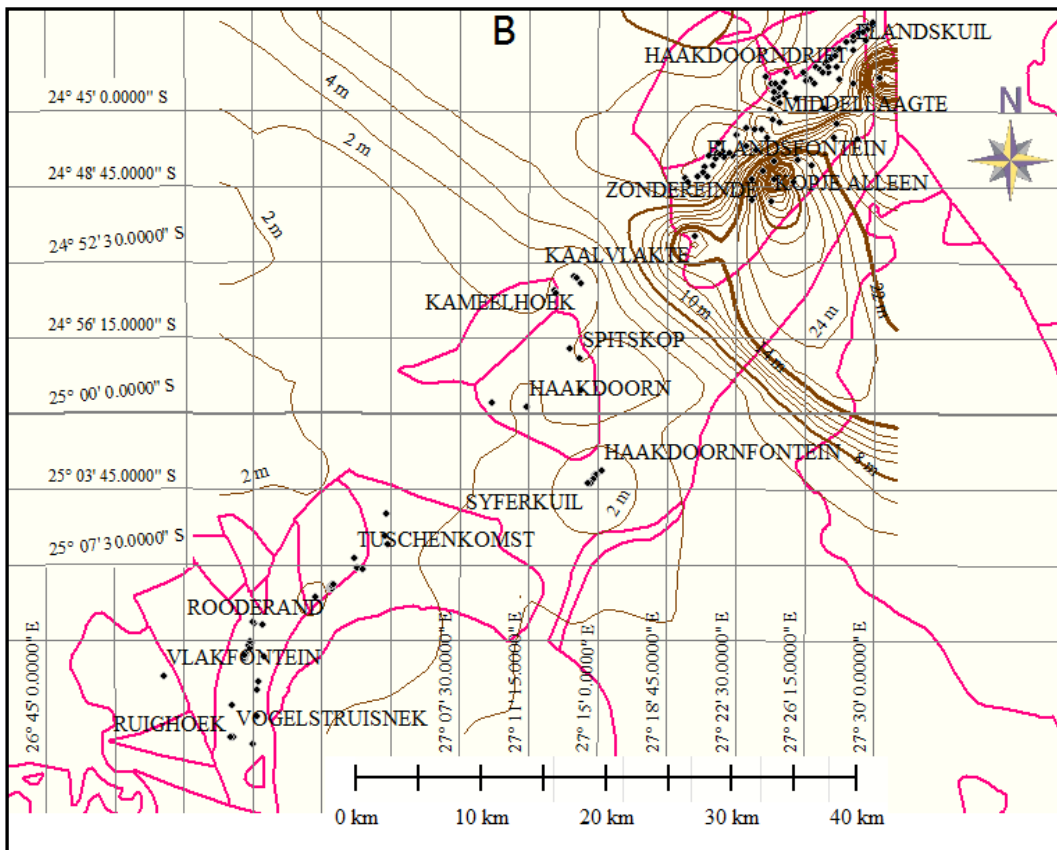 B
ELANDSKUIL
HAAKDOORNDRIFT
N
4 m
24° 45' 0.0000" S
MIDDELLAAGTE
2 m
ELANDSFONTEIN
24° 48' 45.0000" S
ZONDEREINDE
KOPJE ALLEEN
2 m
24° 52' 30.0000" S
KAALVLAKTE
KAMEELHOEK
10 m
22 m
24 m
24° 56' 15.0000" S
SPITSKOP
14 m
25° 00' 0.0000" S
HAAKDOORN
HAAKDOORNFONTEIN
8 m
25° 03' 45.0000" S
2 m
SYFERKUIL
2 m
25° 07' 30.0000" S
TUSCHENKOMST
ROODERAND
VLAKFONTEIN
RUIGHOEK
VOGELSTRUISNEK
26° 45' 0.0000" E
27° 07' 30.0000" E
27° 11' 15.0000" E
27° 15' 0.0000" E
27° 18' 45.0000" E
27° 22' 30.0000" E
27° 26' 15.0000" E
27° 30' 0.0000" E
0 km
10 km
20 km
30 km
40 km